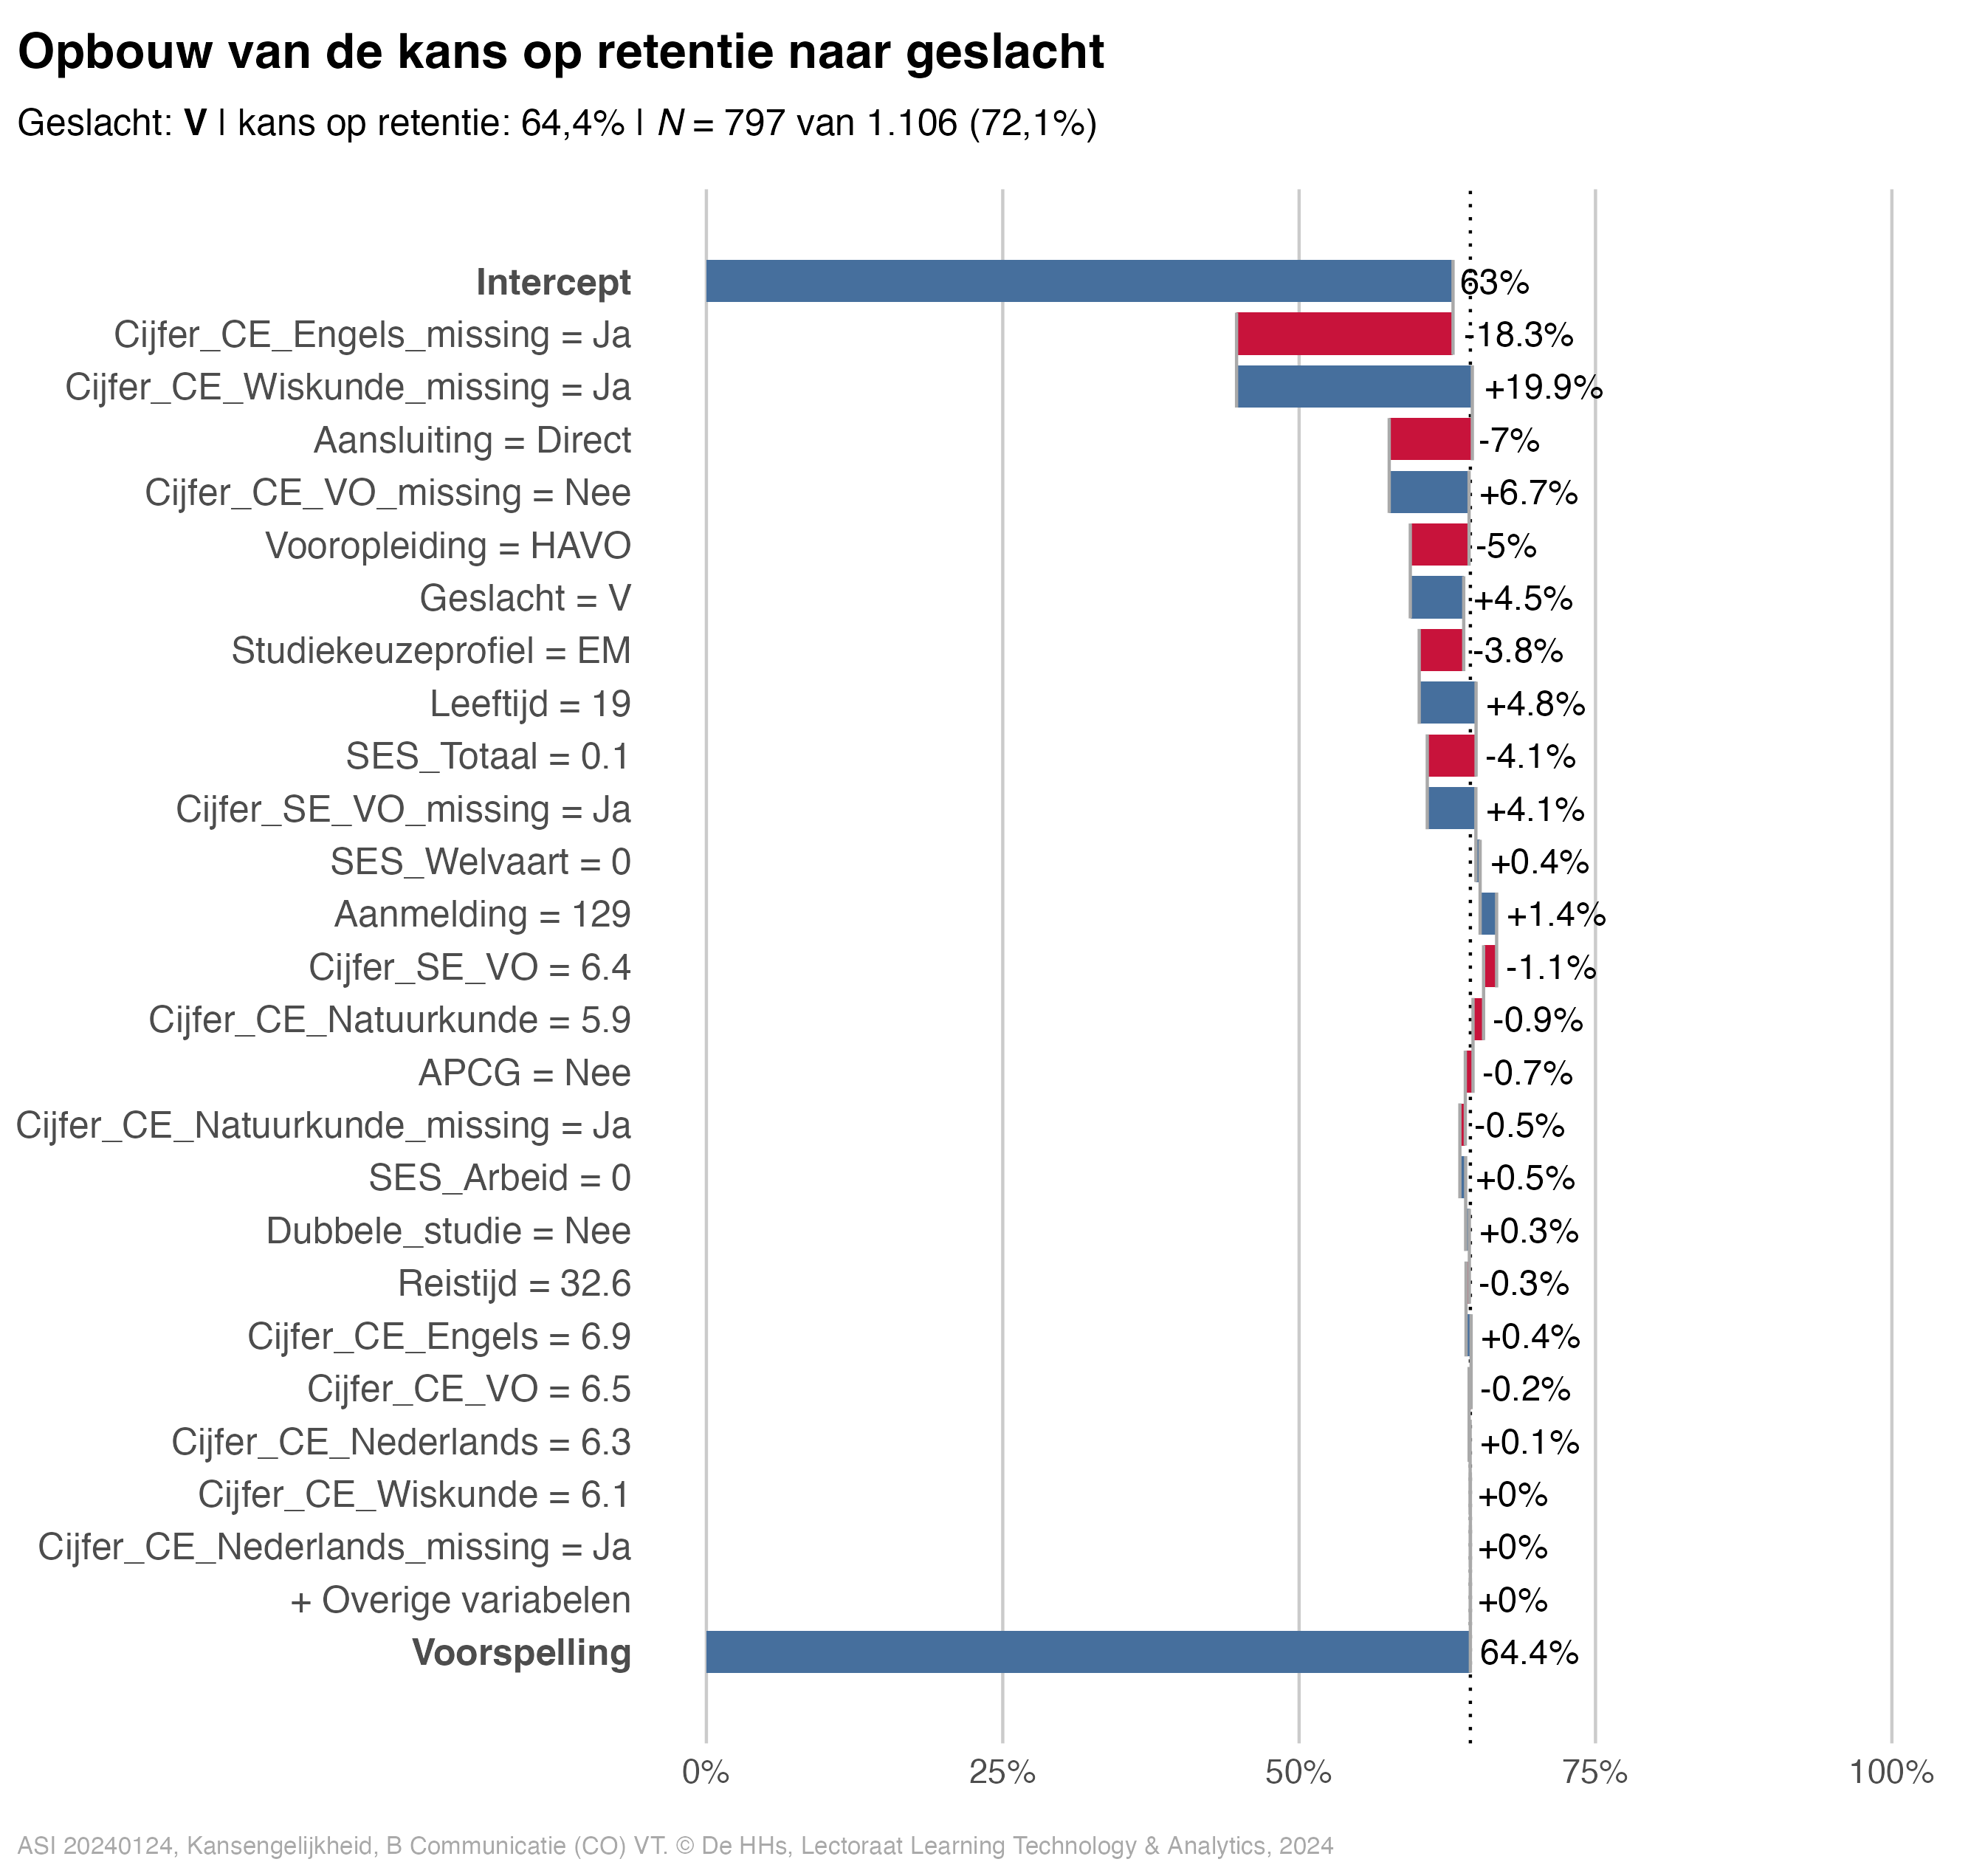 Opbouw van de kans op retentie naar geslacht
Geslacht: V | kans op retentie: 64,4% | N = 797 van 1.106 (72,1%)
Intercept 63%
Cijfer_CE_Engels_missing = Ja -18.3%
Cijfer_CE_Wiskunde_missing = Ja +19.9%
Aansluiting = Direct -7%
Cijfer_CE_VO_missing = Nee +6.7%
Vooropleiding = HAVO -5%
Geslacht = V +4.5%
Studiekeuzeprofiel = EM -3.8%
Leeftijd = 19 +4.8%
SES_Totaal = 0.1 -4.1%
Cijfer_SE_VO_missing = Ja +4.1%
SES_Welvaart = 0 +0.4%
Aanmelding = 129 +1.4%
Cijfer_SE_VO = 6.4 -1.1%
Cijfer_CE_Natuurkunde = 5.9 -0.9%
APCG = Nee -0.7%
Cijfer_CE_Natuurkunde_missing = Ja -0.5%
SES_Arbeid = 0 +0.5%
Dubbele_studie = Nee +0.3%
Reistijd = 32.6 -0.3%
Cijfer_CE_Engels = 6.9 +0.4%
Cijfer_CE_VO = 6.5 -0.2%
Cijfer_CE_Nederlands = 6.3 +0.1%
Cijfer_CE_Wiskunde = 6.1 +0%
Cijfer_CE_Nederlands_missing = Ja +0%
+ Overige variabelen +0%
Voorspelling 64.4%
0% 25% 50% 75% 100%
ASI 20240124, Kansengelijkheid, B Communicatie (CO) VT. © De HHs, Lectoraat Learning Technology & Analytics, 2024